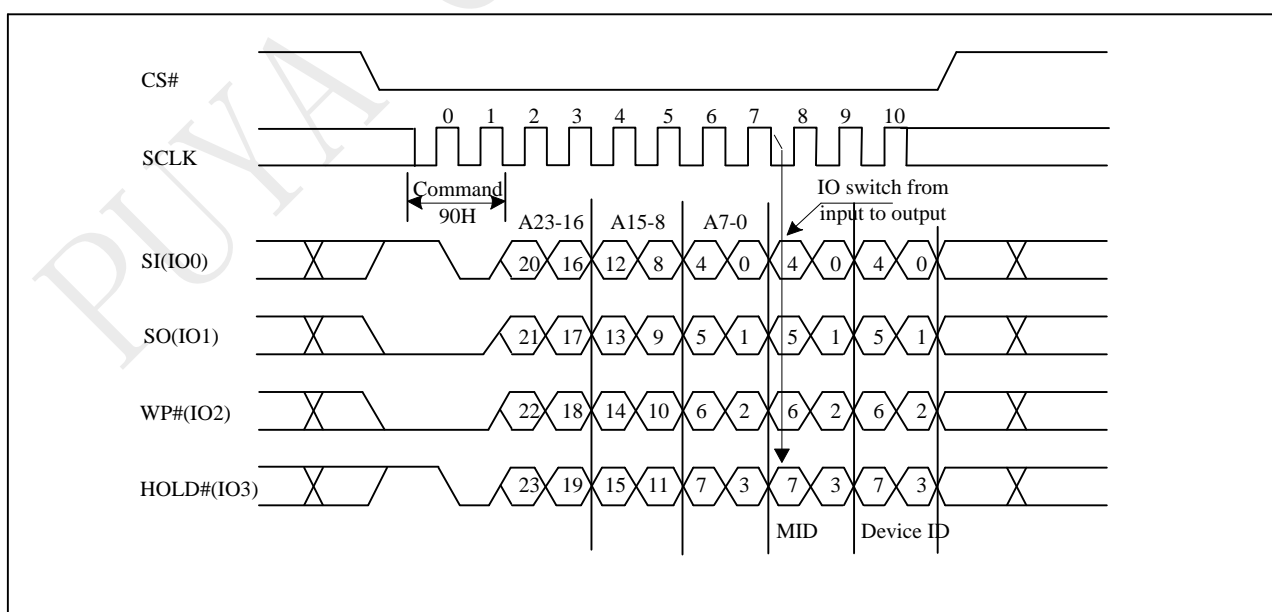 PUYA
CS#
0 1 2 3 4 5 6 7 8 9 10
SCLK
Command
90H
IO switch from
input to output
A23-16 A15-8 A7-0
SI(IO0)
20 16 12 8 4 0 4 0 4 0
SO(IO1)
21 17 13 9 5 1 5 1 5 1
WP#(IO2)
22 18 14 10 6 2 6 2 6 2
HOLD#(IO3)
23 19 15 11 7 3 7 3 7 3
MID Device ID